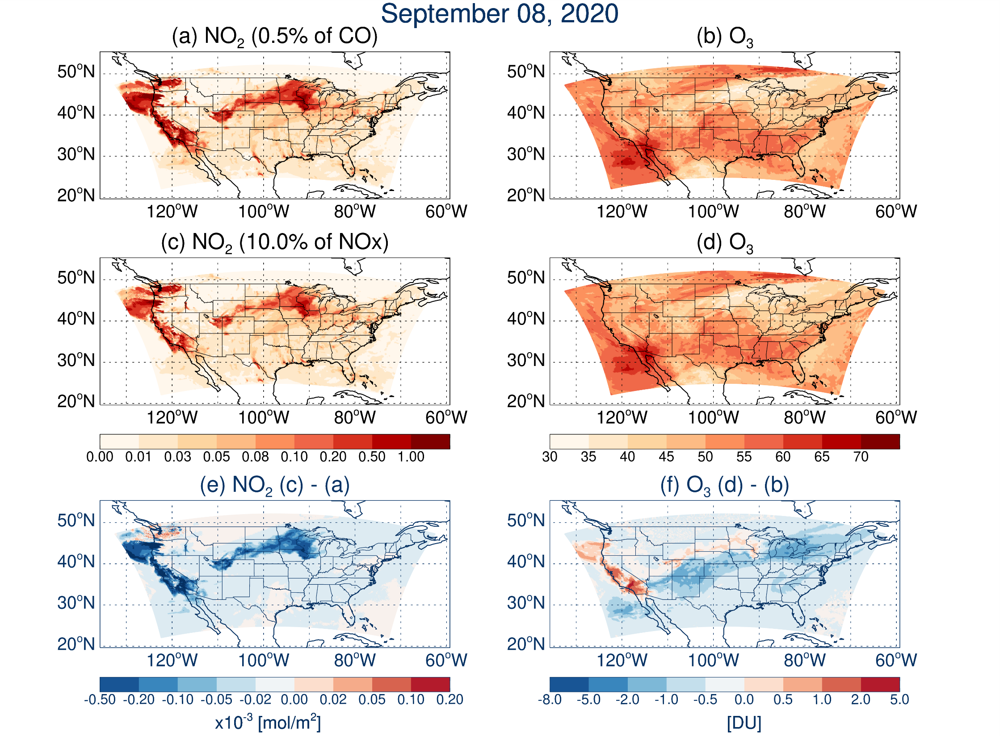 September 08, 2020
(a) NO₂ (0.5% of CO)
(b) O₃
50°N
40°N
30°N
20°N
120°W 100°W 80°W 60°W
50°N
40°N
30°N
20°N
120°W 100°W 80°W 60°W
(c) NO₂ (10.0% of NOx)
(d) O₃
50°N
40°N
30°N
20°N
120°W 100°W 80°W 60°W
50°N
40°N
30°N
20°N
120°W 100°W 80°W 60°W
0.00 0.01 0.03 0.05 0.08 0.10 0.20 0.50 1.00
30 35 40 45 50 55 60 65 70
(e) NO₂ (c) - (a)
(f) O₃ (d) - (b)
50°N
40°N
30°N
20°N
120°W 100°W 80°W 60°W
50°N
40°N
30°N
20°N
120°W 100°W 80°W 60°W
-0.50 -0.20 -0.10 -0.05 -0.02 0.00 0.02 0.05 0.10 0.20
x10⁻³ [mol/m²]
-8.0 -5.0 -2.0 -1.0 -0.5 0.0 0.5 1.0 2.0 5.0
[DU]